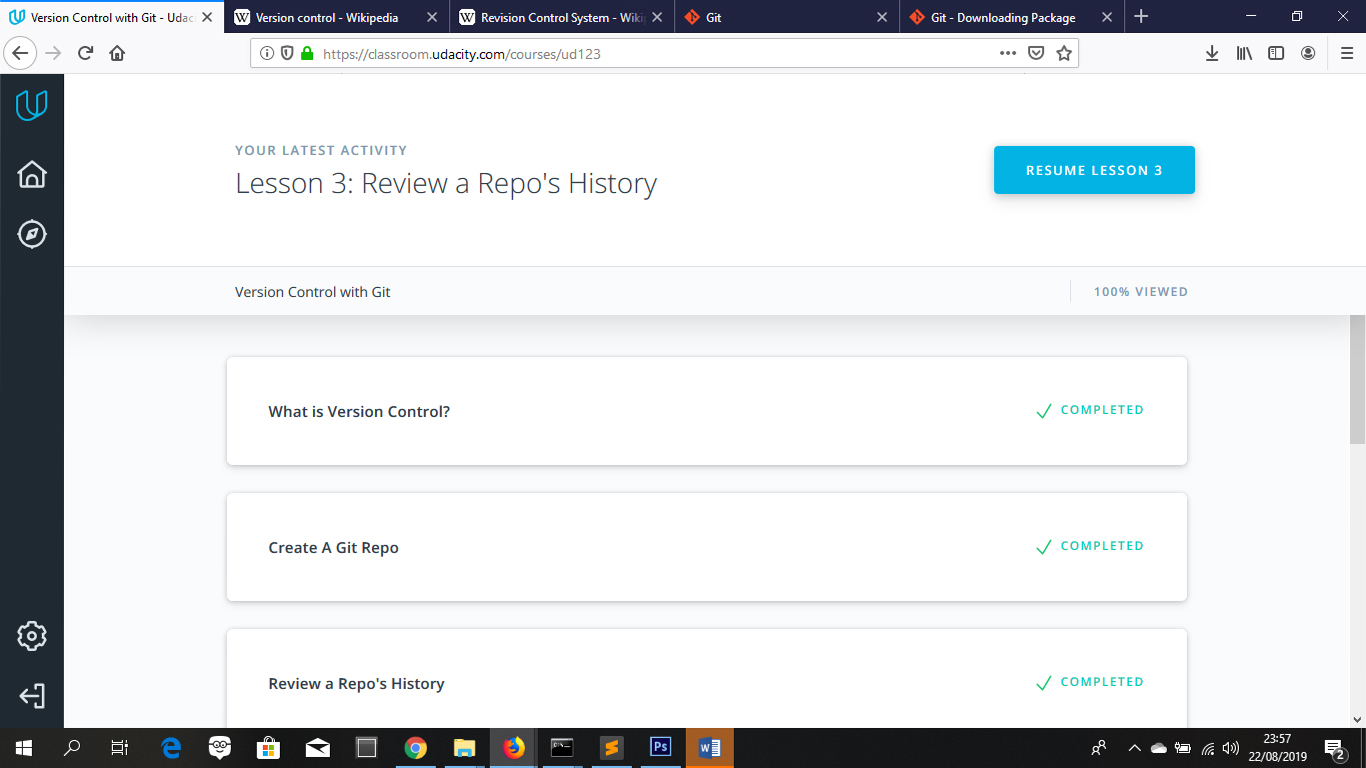 Version Control with Git - Udac
Version control - Wikipedia
Revision Control System - Wiki
Git
Git - Downloading Package
https://classroom.udacity.com/courses/ud123
YOUR LATEST ACTIVITY
Lesson 3: Review a Repo's History
RESUME LESSON 3
Version Control with Git
100% VIEWED
What is Version Control?
COMPLETED
Create A Git Repo
COMPLETED
Review a Repo's History
COMPLETED
Ps
23:57
22/08/2019
2